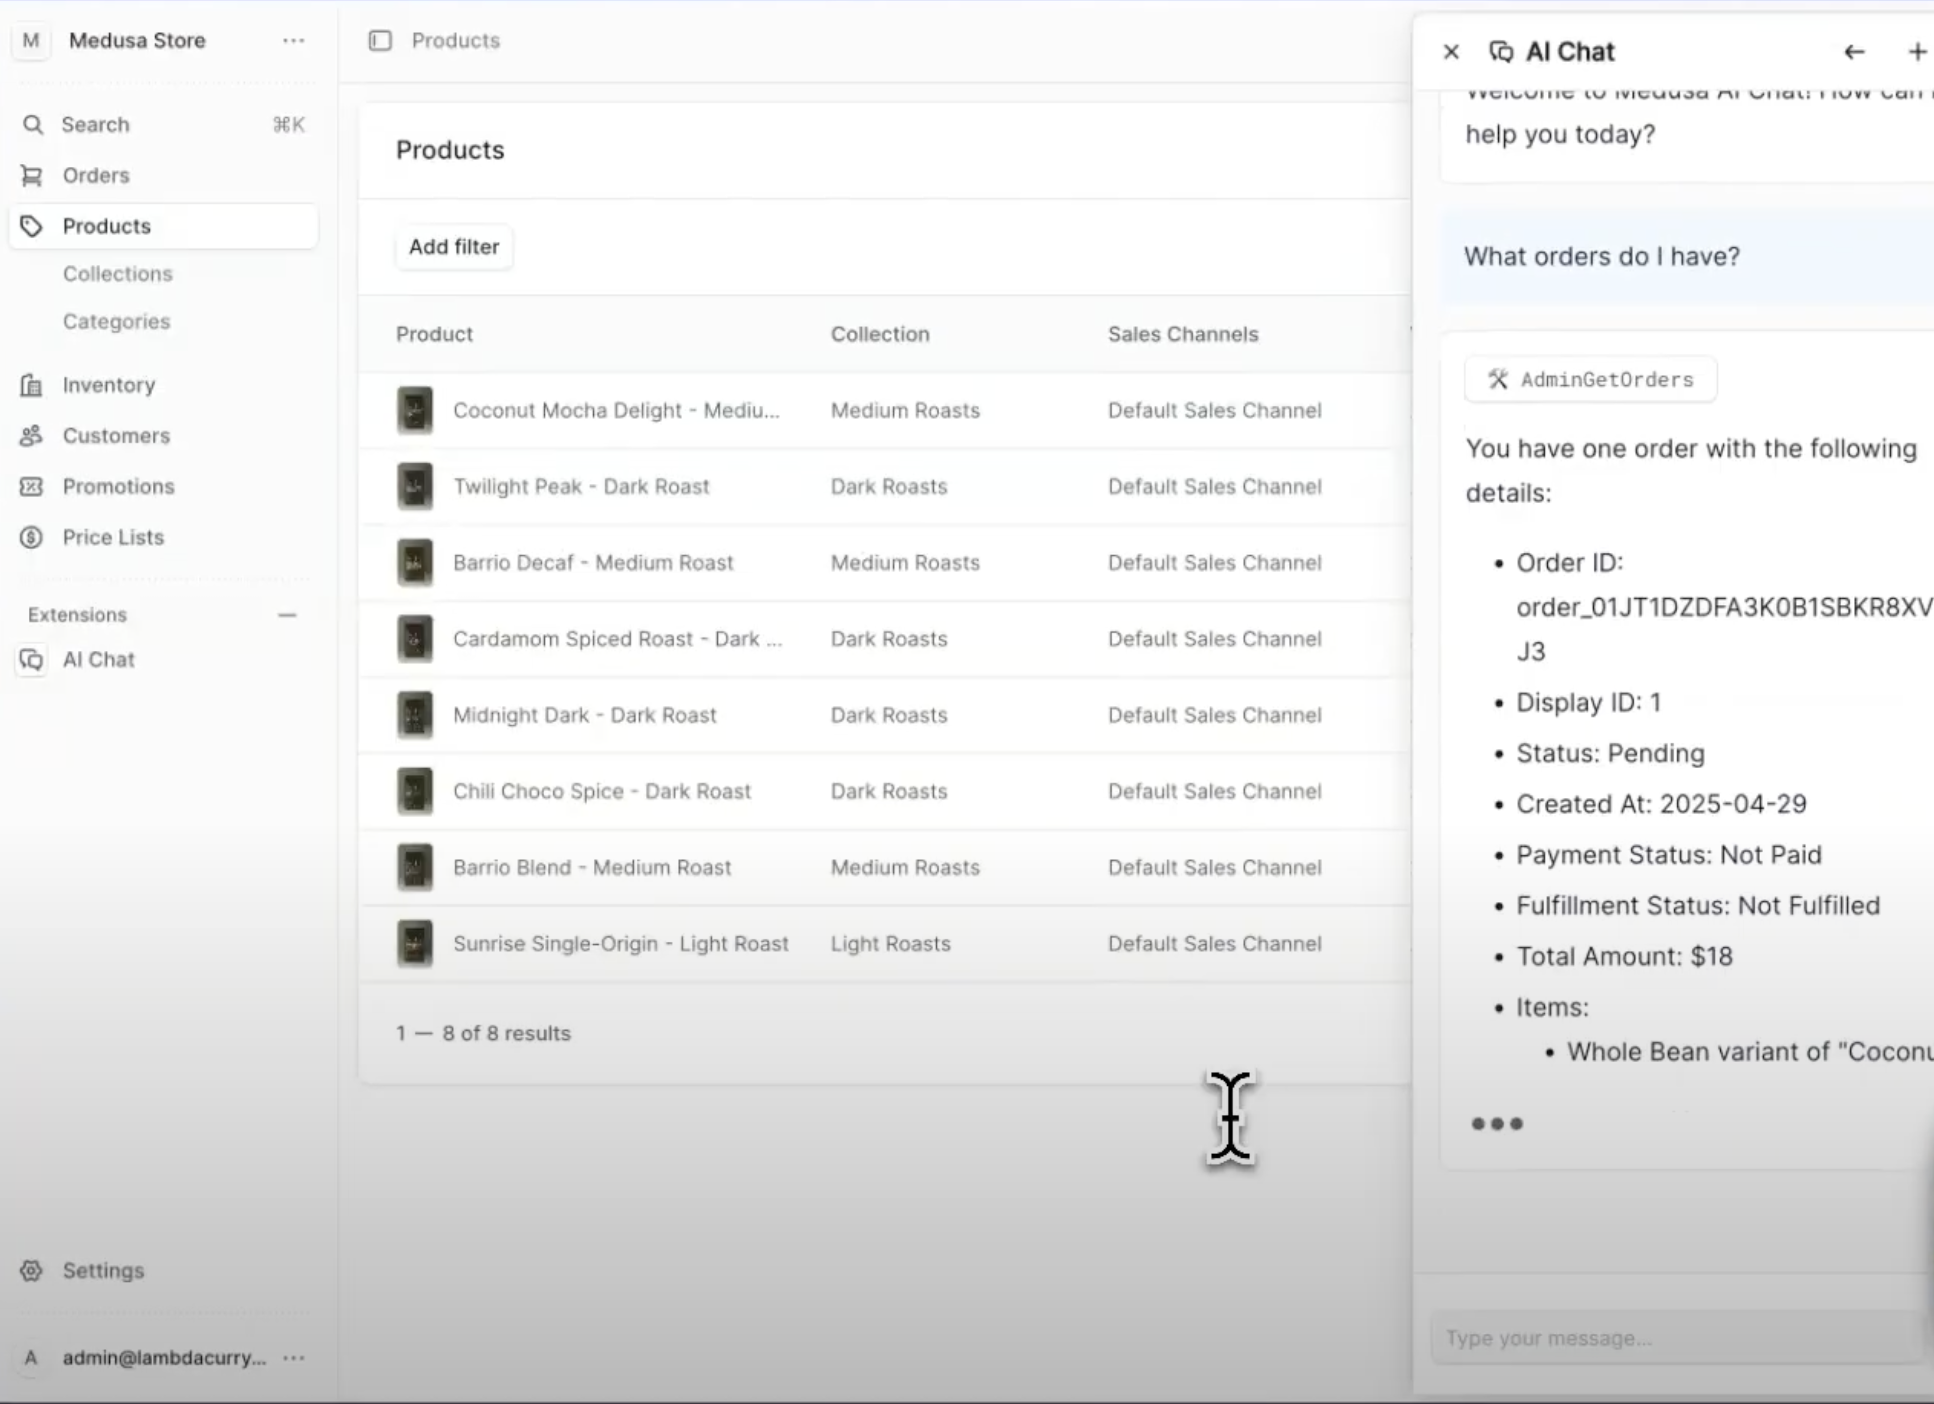 M Medusa Store ...
Search ⌘K
Orders
Products
Collections
Categories
Inventory
Customers
Promotions
Price Lists
Extensions
AI Chat
Settings
A admin@lambdacurry... ...
Products
Products
Add filter
Product Collection Sales Channels
Coconut Mocha Delight - Mediu... Medium Roasts Default Sales Channel
Twilight Peak - Dark Roast Dark Roasts Default Sales Channel
Barrio Decaf - Medium Roast Medium Roasts Default Sales Channel
Cardamom Spiced Roast - Dark ... Dark Roasts Default Sales Channel
Midnight Dark - Dark Roast Dark Roasts Default Sales Channel
Chili Choco Spice - Dark Roast Dark Roasts Default Sales Channel
Barrio Blend - Medium Roast Medium Roasts Default Sales Channel
Sunrise Single-Origin - Light Roast Light Roasts Default Sales Channel
1 — 8 of 8 results
AI Chat
Welcome to Medusa AI Chat! How can
help you today?
What orders do I have?
AdminGetOrders
You have one order with the following
details:
• Order ID:
order_01JT1DZDFA3K0B1SBKR8XV
J3
• Display ID: 1
• Status: Pending
• Created At: 2025-04-29
• Payment Status: Not Paid
• Fulfillment Status: Not Fulfilled
• Total Amount: $18
• Items:
• Whole Bean variant of "Coconu
Type your message...